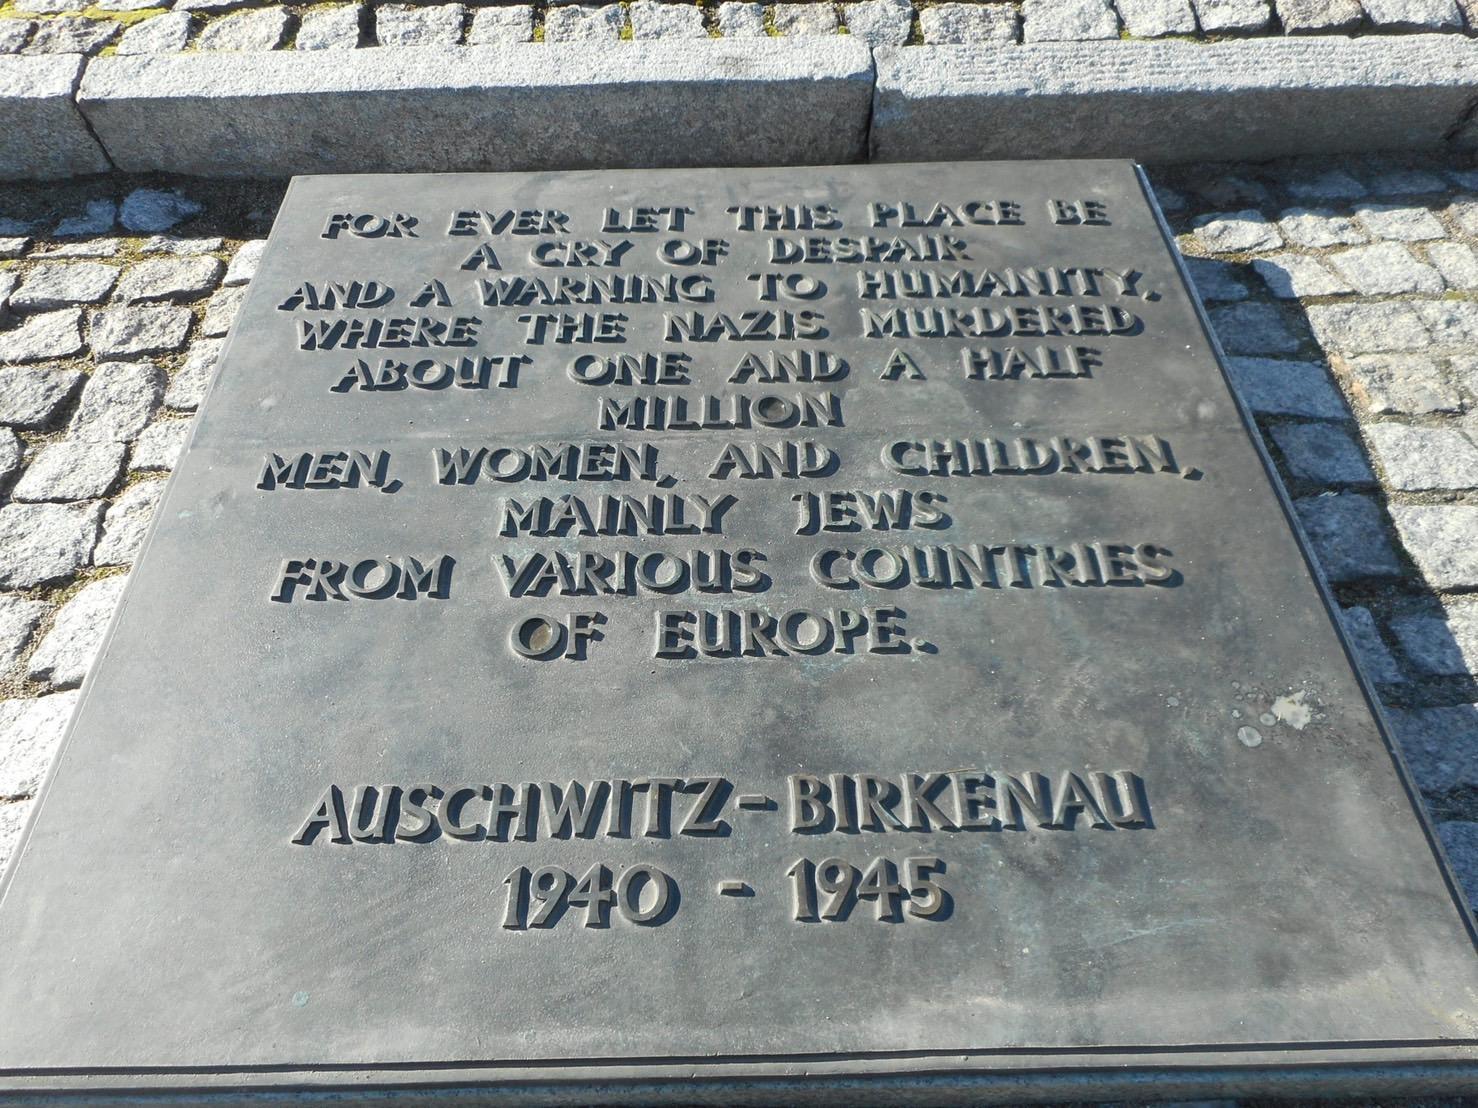 FOR EVER LET THIS PLACE BE
A CRY OF DESPAIR
AND A WARNING TO HUMANITY,
WHERE THE NAZIS MURDERED
ABOUT ONE AND A HALF
MILLION
MEN, WOMEN, AND CHILDREN,
MAINLY JEWS
FROM VARIOUS COUNTRIES
OF EUROPE.
AUSCHWITZ-BIRKENAU
1940 - 1945